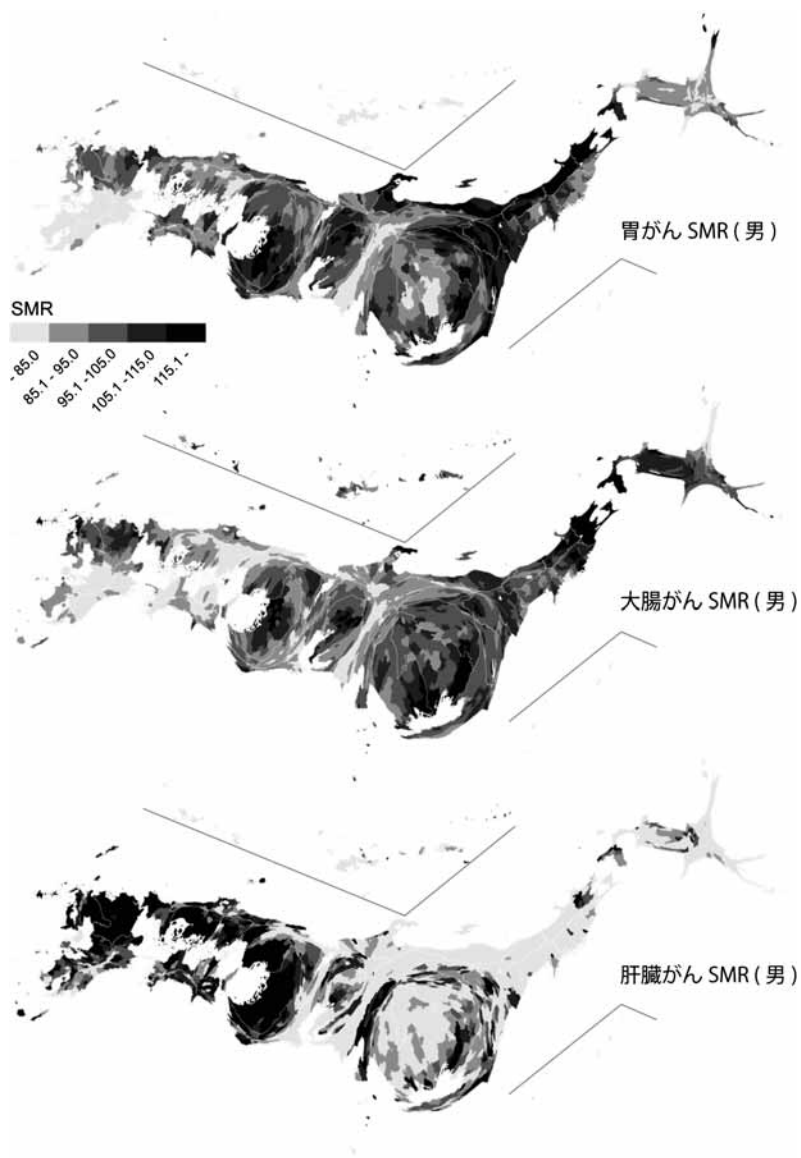 胃がん SMR ( 男 )
SMR
- 85.0
85.1 - 95.0
95.1 -105.0
105.1 -115.0
115.1 -
大腸がん SMR ( 男 )
肝臓がん SMR ( 男 )